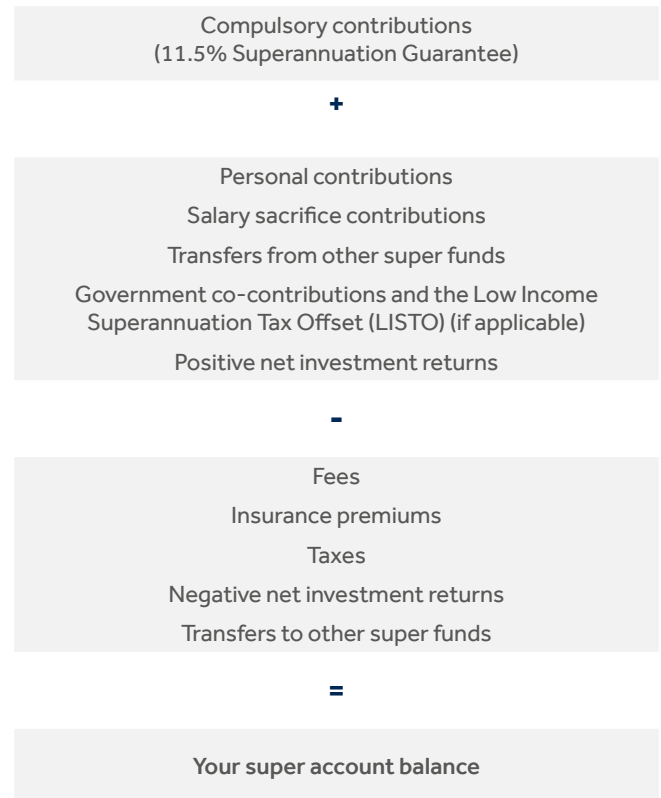 Compulsory contributions
(11.5% Superannuation Guarantee)
+
Personal contributions
Salary sacrifice contributions
Transfers from other super funds
Government co-contributions and the Low Income
Superannuation Tax Offset (LISTO) (if applicable)
Positive net investment returns
-
Fees
Insurance premiums
Taxes
Negative net investment returns
Transfers to other super funds
=
Your super account balance